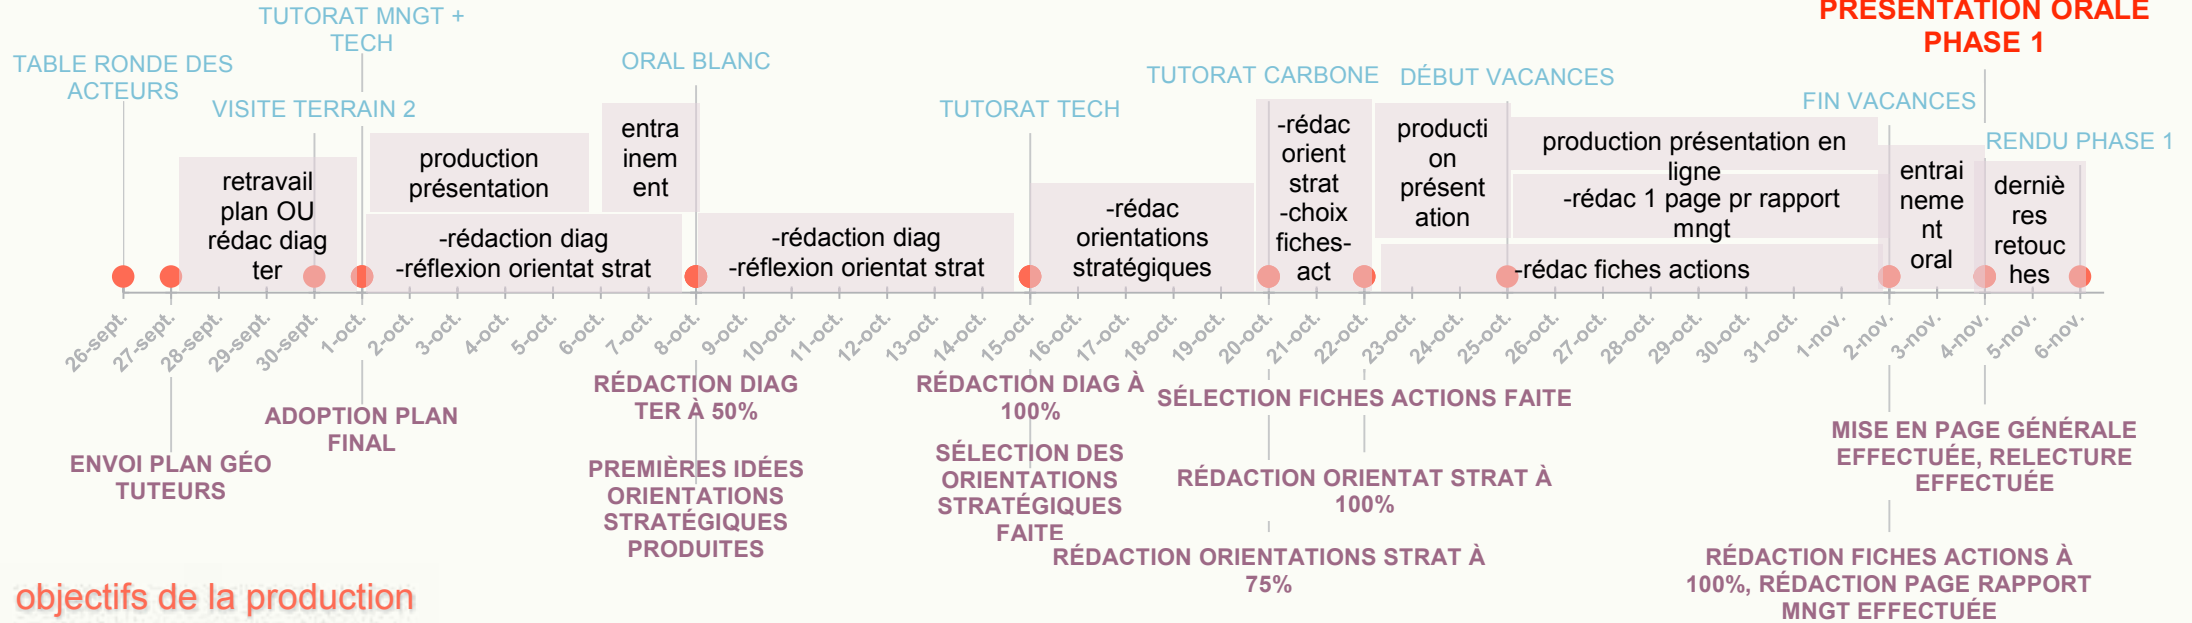 TABLE RONDE DES
ACTEURS
VISITE TERRAIN 2
TUTORAT MNGT +
TECH
ORAL BLANC
TUTORAT TECH
TUTORAT CARBONE
DÉBUT VACANCES
FIN VACANCES
PRÉSENTATION ORALE
PHASE 1
RENDU PHASE 1
retravail
plan OU
rédac diag
ter
production
présentation
entra
inem
ent
-rédaction diag
-réflexion orientat strat
-rédaction diag
-réflexion orientat strat
-rédac
orientations
stratégiques
-rédac
orient
strat
-choix
fiches-
act
producti
on
présent
ation
production présentation en
ligne
-rédac 1 page pr rapport
mngt
-rédac fiches actions
entrai
neme
nt
oral
derniè
res
retouc
hes
26-sept.
27-sept.
28-sept.
29-sept.
30-sept.
1-oct.
2-oct.
3-oct.
4-oct.
5-oct.
6-oct.
7-oct.
8-oct.
9-oct.
10-oct.
11-oct.
12-oct.
13-oct.
14-oct.
15-oct.
16-oct.
17-oct.
18-oct.
19-oct.
20-oct.
21-oct.
22-oct.
23-oct.
24-oct.
25-oct.
26-oct.
27-oct.
28-oct.
29-oct.
30-oct.
31-oct.
1-nov.
2-nov.
3-nov.
4-nov.
5-nov.
6-nov.
ENVOI PLAN GÉO
TUTEURS
ADOPTION PLAN
FINAL
RÉDACTION DIAG
TER À 50%
PREMIÈRES IDÉES
ORIENTATIONS
STRATÉGIQUES
PRODUITES
RÉDACTION DIAG À
100%
SÉLECTION DES
ORIENTATIONS
STRATÉGIQUES
FAITE
SÉLECTION FICHES ACTIONS FAITE
RÉDACTION ORIENTAT STRAT À
100%
RÉDACTION ORIENTATIONS STRAT À
75%
MISE EN PAGE GÉNÉRALE
EFFECTUÉE, RELECTURE
EFFECTUÉE
RÉDACTION FICHES ACTIONS À
100%, RÉDACTION PAGE RAPPORT
MNGT EFFECTUÉE
objectifs de la production